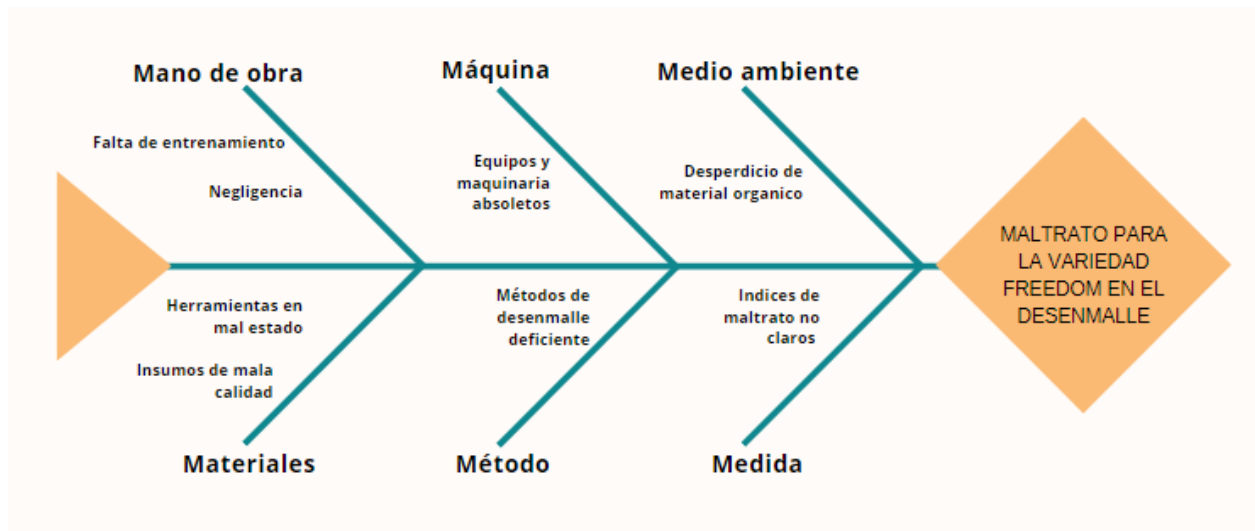 Mano de obra
Máquina
Medio ambiente
Falta de entrenamiento
Negligencia
Equipos y
maquinaria
absoletos
Desperdicio de
material organico
MALTRATO PARA
LA VARIEDAD
FREEDOM EN EL
DESENMALLE
Herramientas en
mal estado
Insumos de mala
calidad
Métodos de
desenmalle
deficiente
Indices de
maltrato no
claros
Materiales
Método
Medida